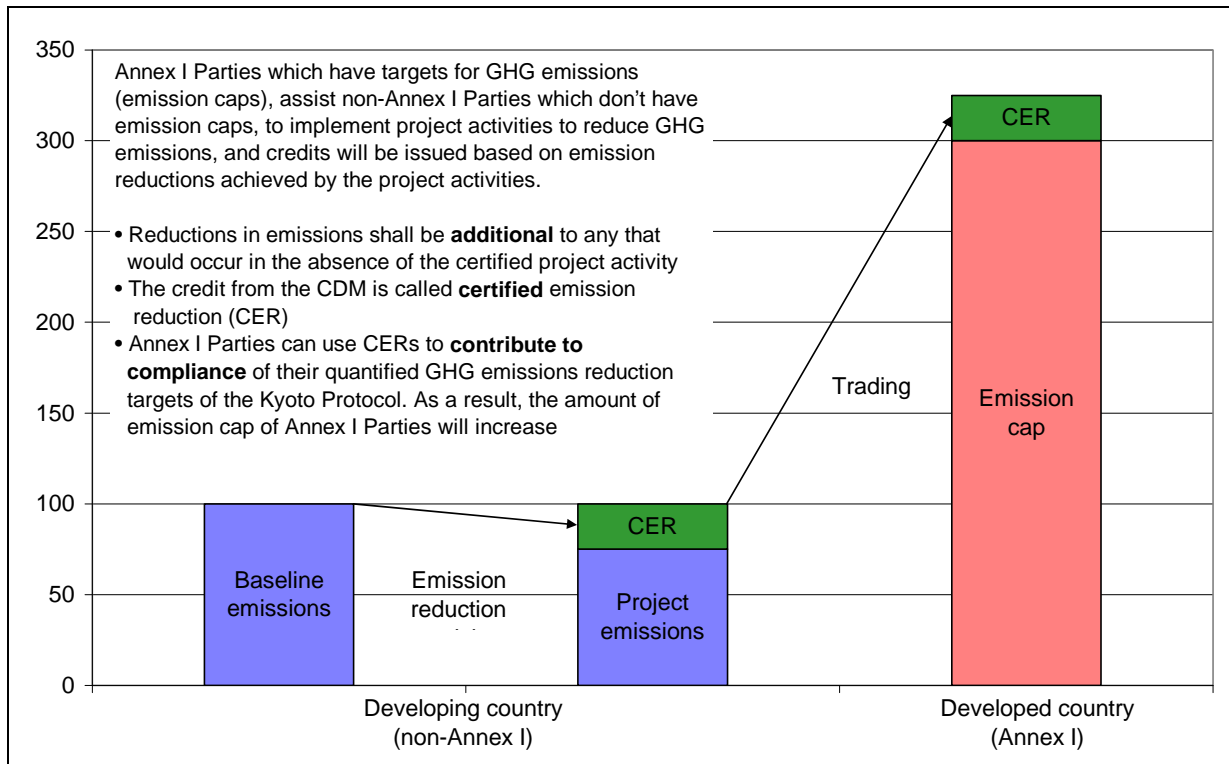 350
300
250
200
150
100
50
0
Annex I Parties which have targets for GHG emissions
(emission caps), assist non-Annex I Parties which don't have
emission caps, to implement project activities to reduce GHG
emissions, and credits will be issued based on emission
reductions achieved by the project activities.
• Reductions in emissions shall be additional to any that
would occur in the absence of the certified project activity
• The credit from the CDM is called certified emission
reduction (CER)
• Annex I Parties can use CERs to contribute to
compliance of their quantified GHG emissions reduction
targets of the Kyoto Protocol. As a result, the amount of
emission cap of Annex I Parties will increase
Baseline
emissions
Emission
reduction
CER
Project
emissions
Trading
CER
Emission
cap
Developing country
(non-Annex I)
Developed country
(Annex I)